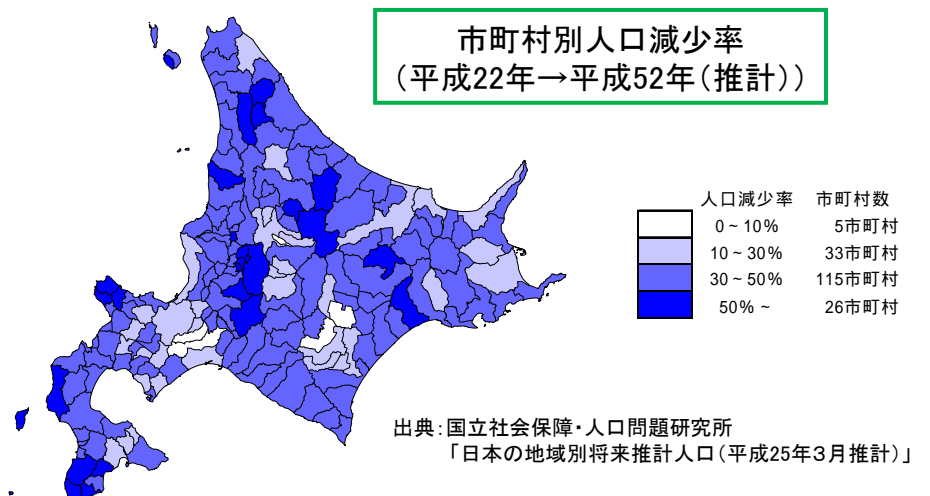 市町村別人口減少率
(平成22年→平成52年(推計))
人口減少率 市町村数
0～10% 5市町村
10～30% 33市町村
30～50% 115市町村
50%～ 26市町村
出典：国立社会保障・人口問題研究所
「日本の地域別将来推計人口(平成25年3月推計)」